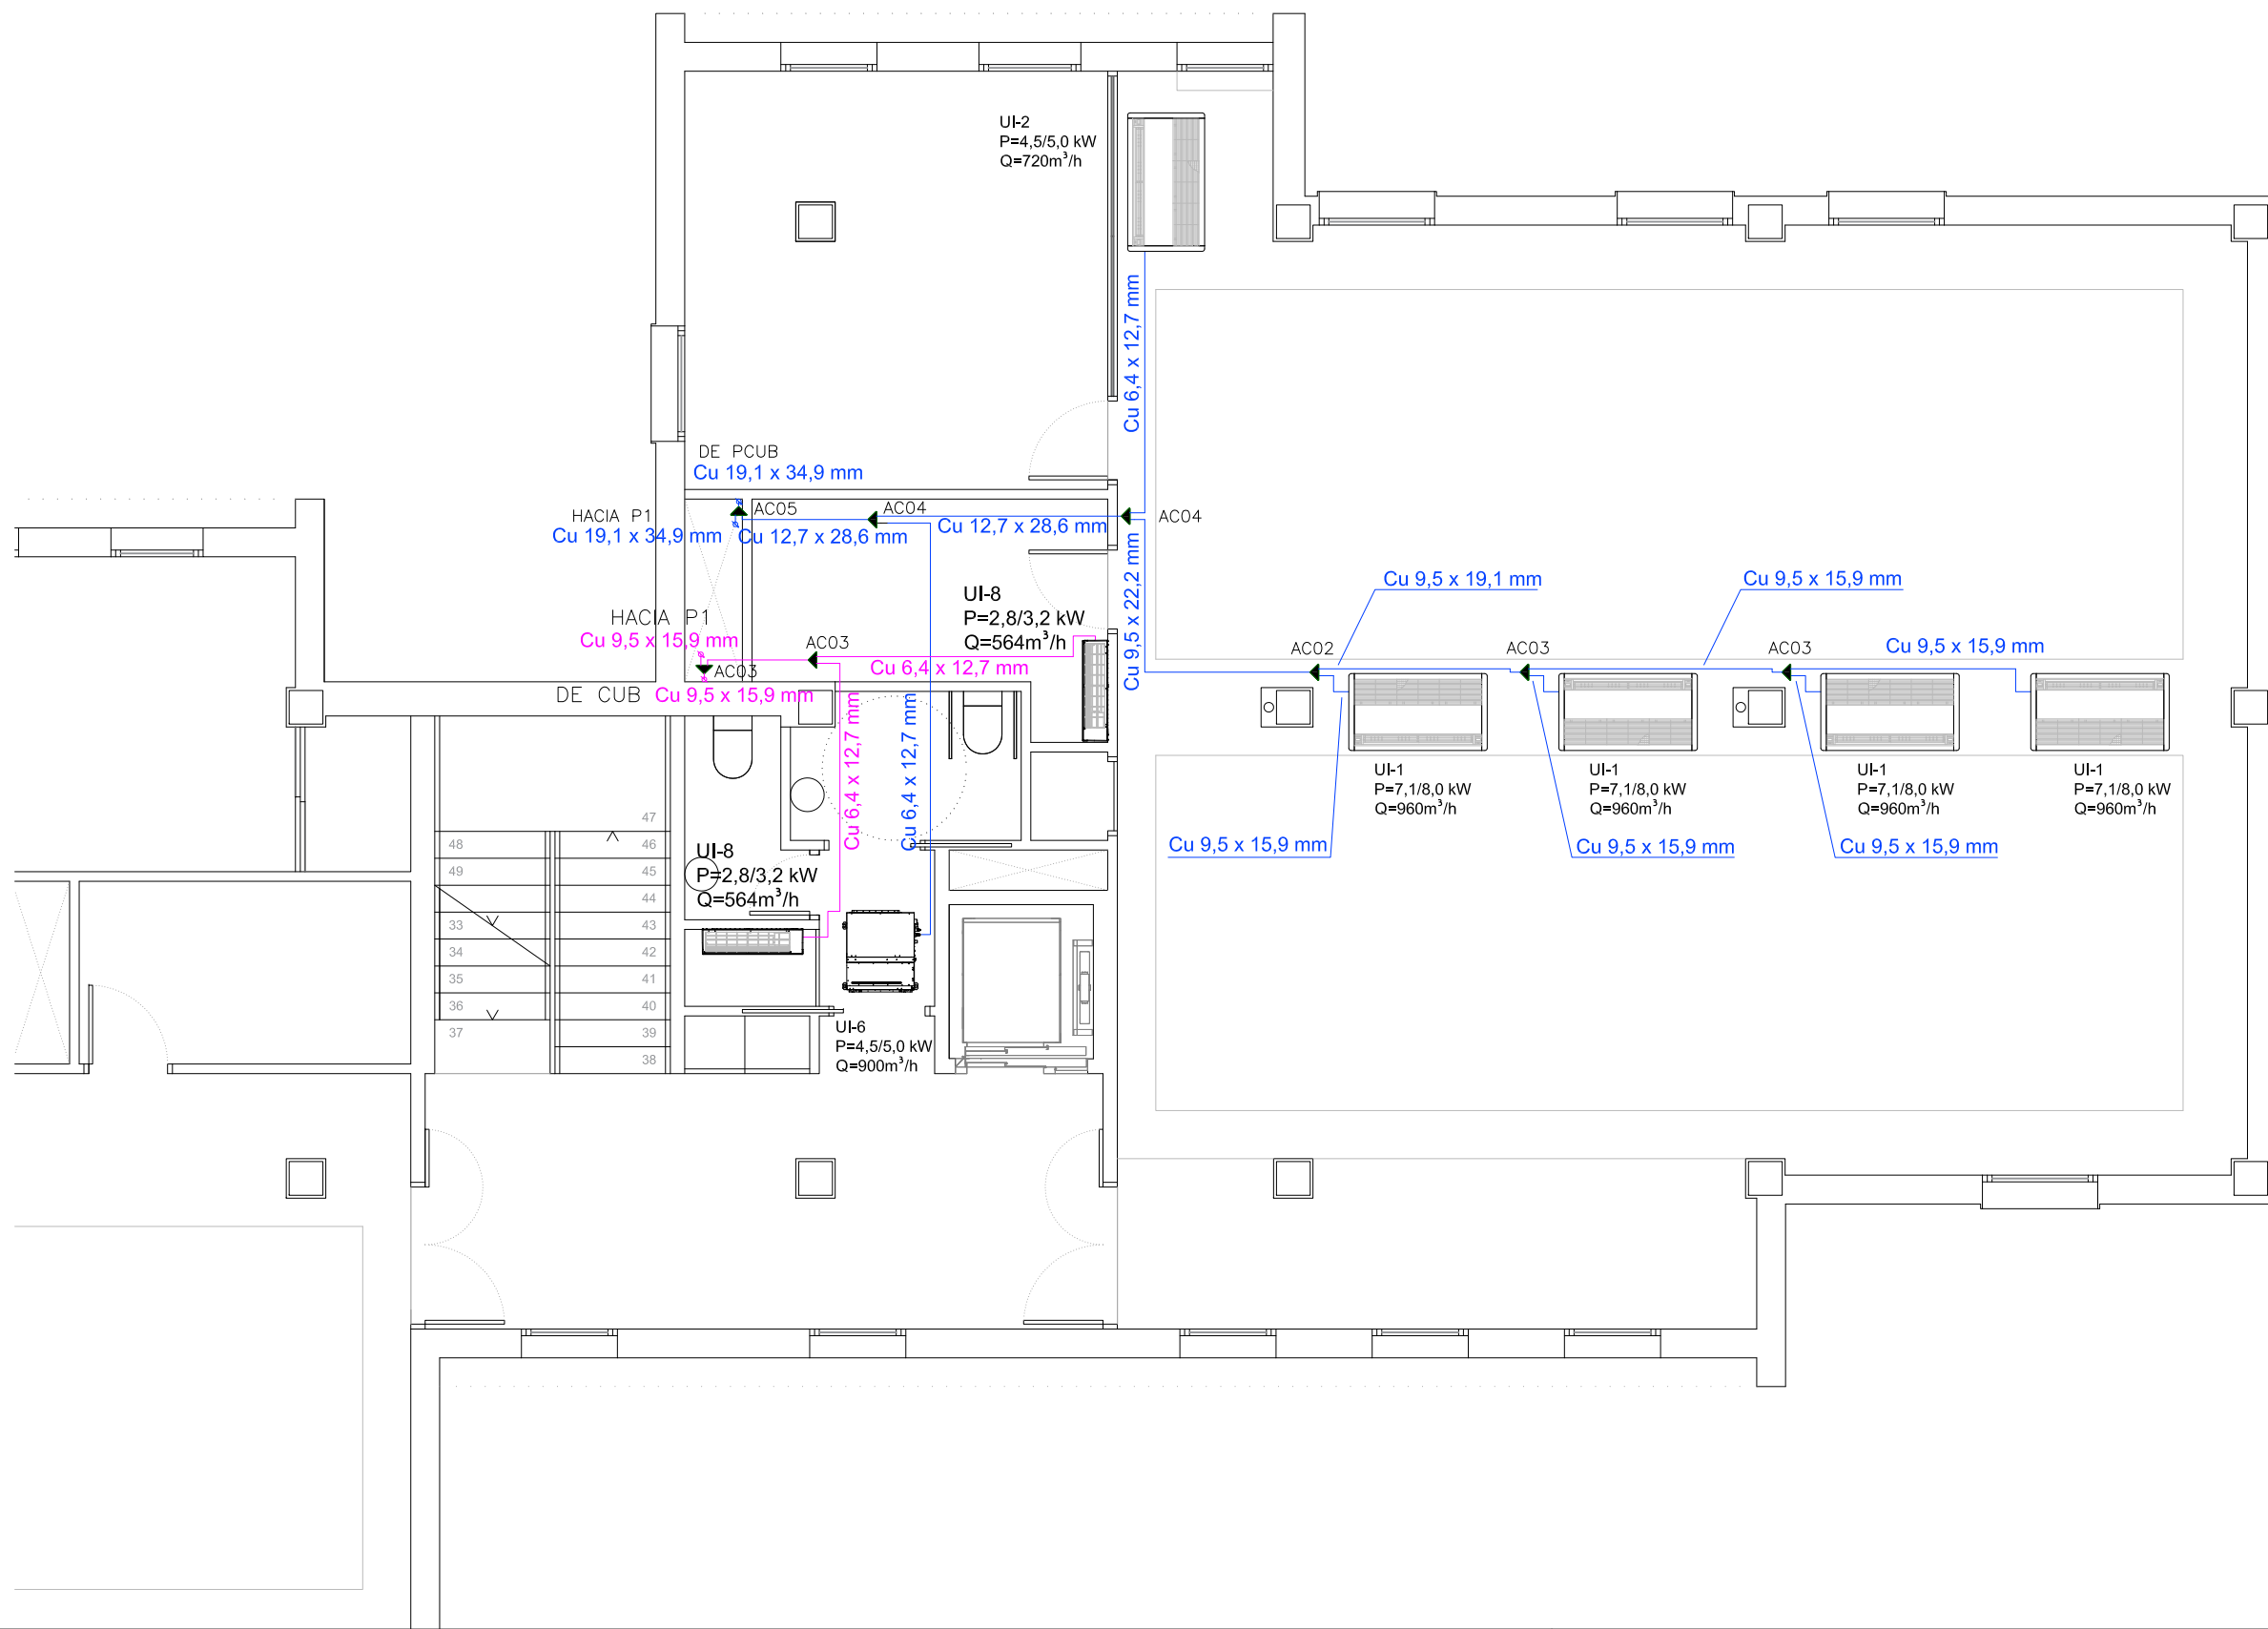 UI-2
P=4,5/5,0 kW
Q=720m³/h
Cu 6,4 x 12,7 mm
DE PCUB
Cu 19,1 x 34,9 mm
HACIA P1
Cu 19,1 x 34,9 mm
AC05
Cu 12,7 x 28,6 mm
AC04
Cu 12,7 x 28,6 mm
AC04
Cu 9,5 x 22,2 mm
UI-8
P=2,8/3,2 kW
Q=564m³/h
HACIA P1
Cu 9,5 x 15,9 mm
AC03
DE CUB
Cu 9,5 x 15,9 mm
AC03
Cu 6,4 x 12,7 mm
Cu 6,4 x 12,7 mm
Cu 6,4 x 12,7 mm
Cu 9,5 x 19,1 mm
Cu 9,5 x 15,9 mm
AC02
AC03
AC03
Cu 9,5 x 15,9 mm
UI-1
P=7,1/8,0 kW
Q=960m³/h
UI-1
P=7,1/8,0 kW
Q=960m³/h
UI-1
P=7,1/8,0 kW
Q=960m³/h
UI-1
P=7,1/8,0 kW
Q=960m³/h
Cu 9,5 x 15,9 mm
Cu 9,5 x 15,9 mm
Cu 9,5 x 15,9 mm
UI-8
P=2,8/3,2 kW
Q=564m³/h
UI-6
P=4,5/5,0 kW
Q=900m³/h
47
48
46
49
45
44
33
43
34
42
35
41
36
40
37
39
38